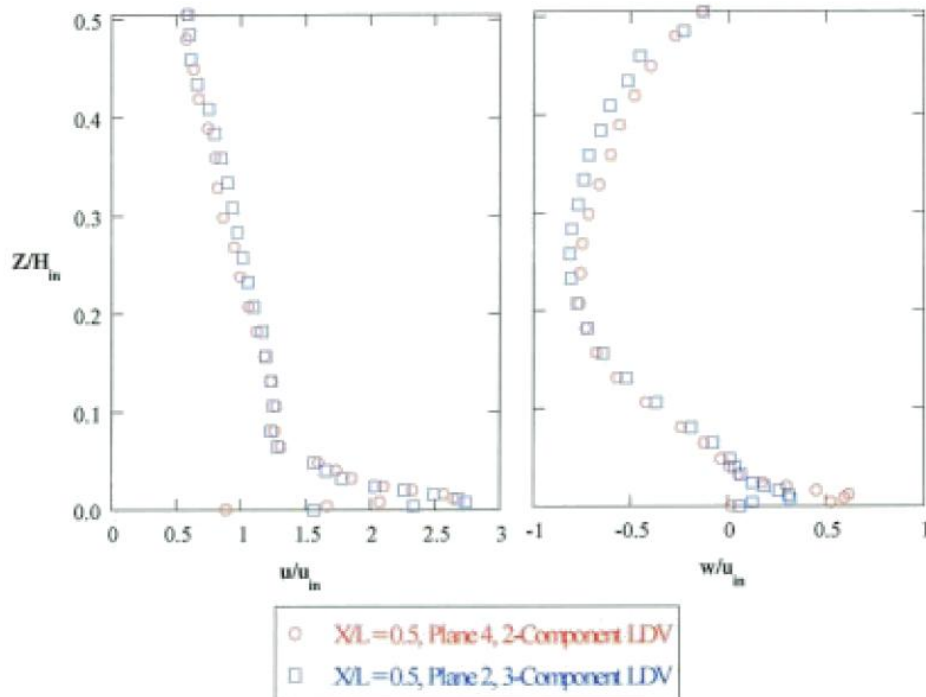 0.5
0.4
0.3
Z/H_in
0.2
0.1
0.0
0 0.5 1 1.5 2 2.5 3
u/u_in
-1 -0.5 0 0.5 1
w/u_in
X/L=0.5, Plane 4, 2-Component LDV
X/L=0.5, Plane 2, 3-Component LDV